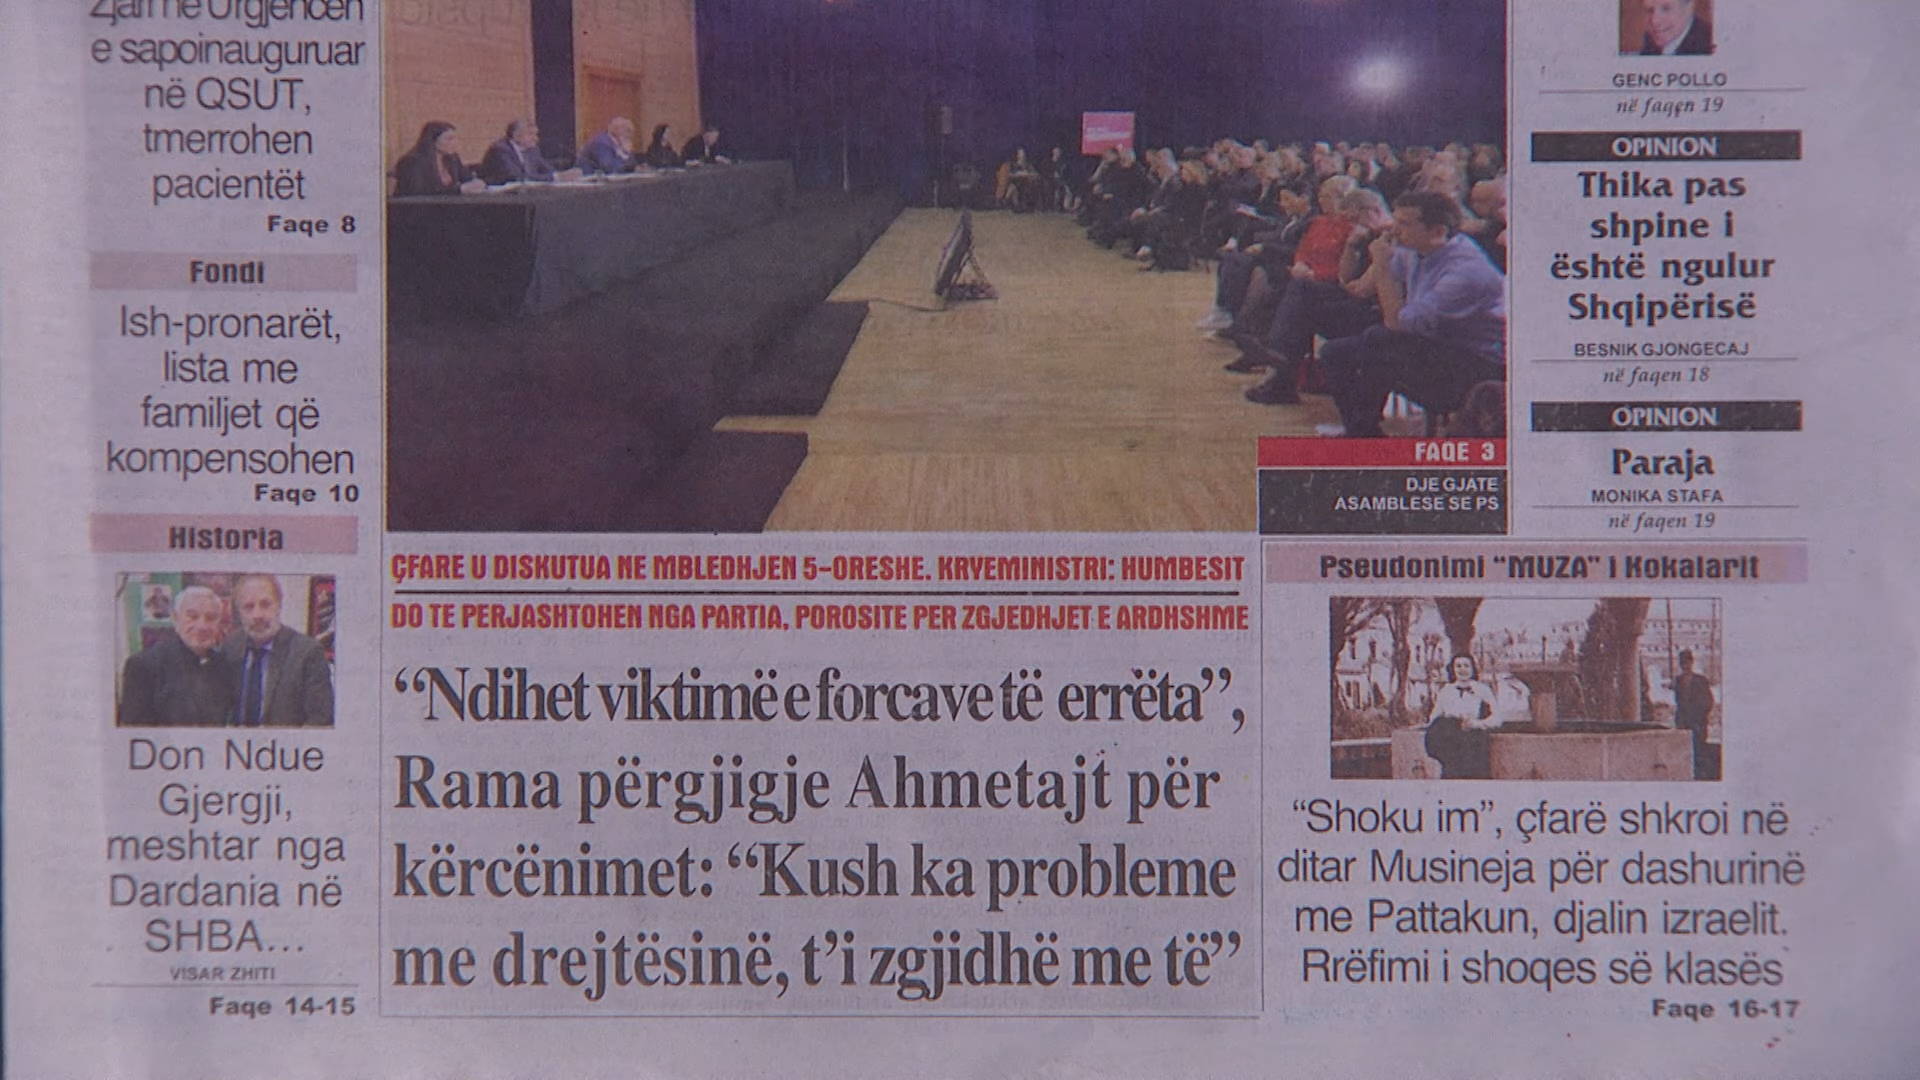 Zjarr në Urgjencën
e sapoinauguruar
në QSUT,
tmerrohen
pacientët
Faqe 8
Fondi
Ish-pronarët,
lista me
familjet që
kompensohen
Faqe 10
Historia
Don Ndue
Gjergji,
meshtar nga
Dardania në
SHBA...
VISAR ZHITI
Faqe 14-15
FAQE 3
DJE GJATE
ASAMBLESE SE PS
ÇFARE U DISKUTUA NE MBLEDHJEN 5-ORESHE. KRYEMINISTRI: HUMBESIT
DO TE PERJASHTOHEN NGA PARTIA, POROSITE PER ZGJEDHJET E ARDHSHME
“Ndihet viktimë e forcave të errëta”,
Rama përgjigje Ahmetajt për
kërcënimet: “Kush ka probleme
me drejtësinë, t’i zgjidhë me të”
GENC POLLO
në faqen 19
OPINION
Thika pas
shpine i
është ngulur
Shqipërisë
BESNIK GJONGECAJ
në faqen 18
OPINION
Paraja
MONIKA STAFA
në faqen 19
Pseudonimi “MUZA” i Kokalarit
“Shoku im”, çfarë shkroi në
ditar Musineja për dashurinë
me Pattakun, djalin izraelit.
Rrëfimi i shoqes së klasës
Faqe 16-17